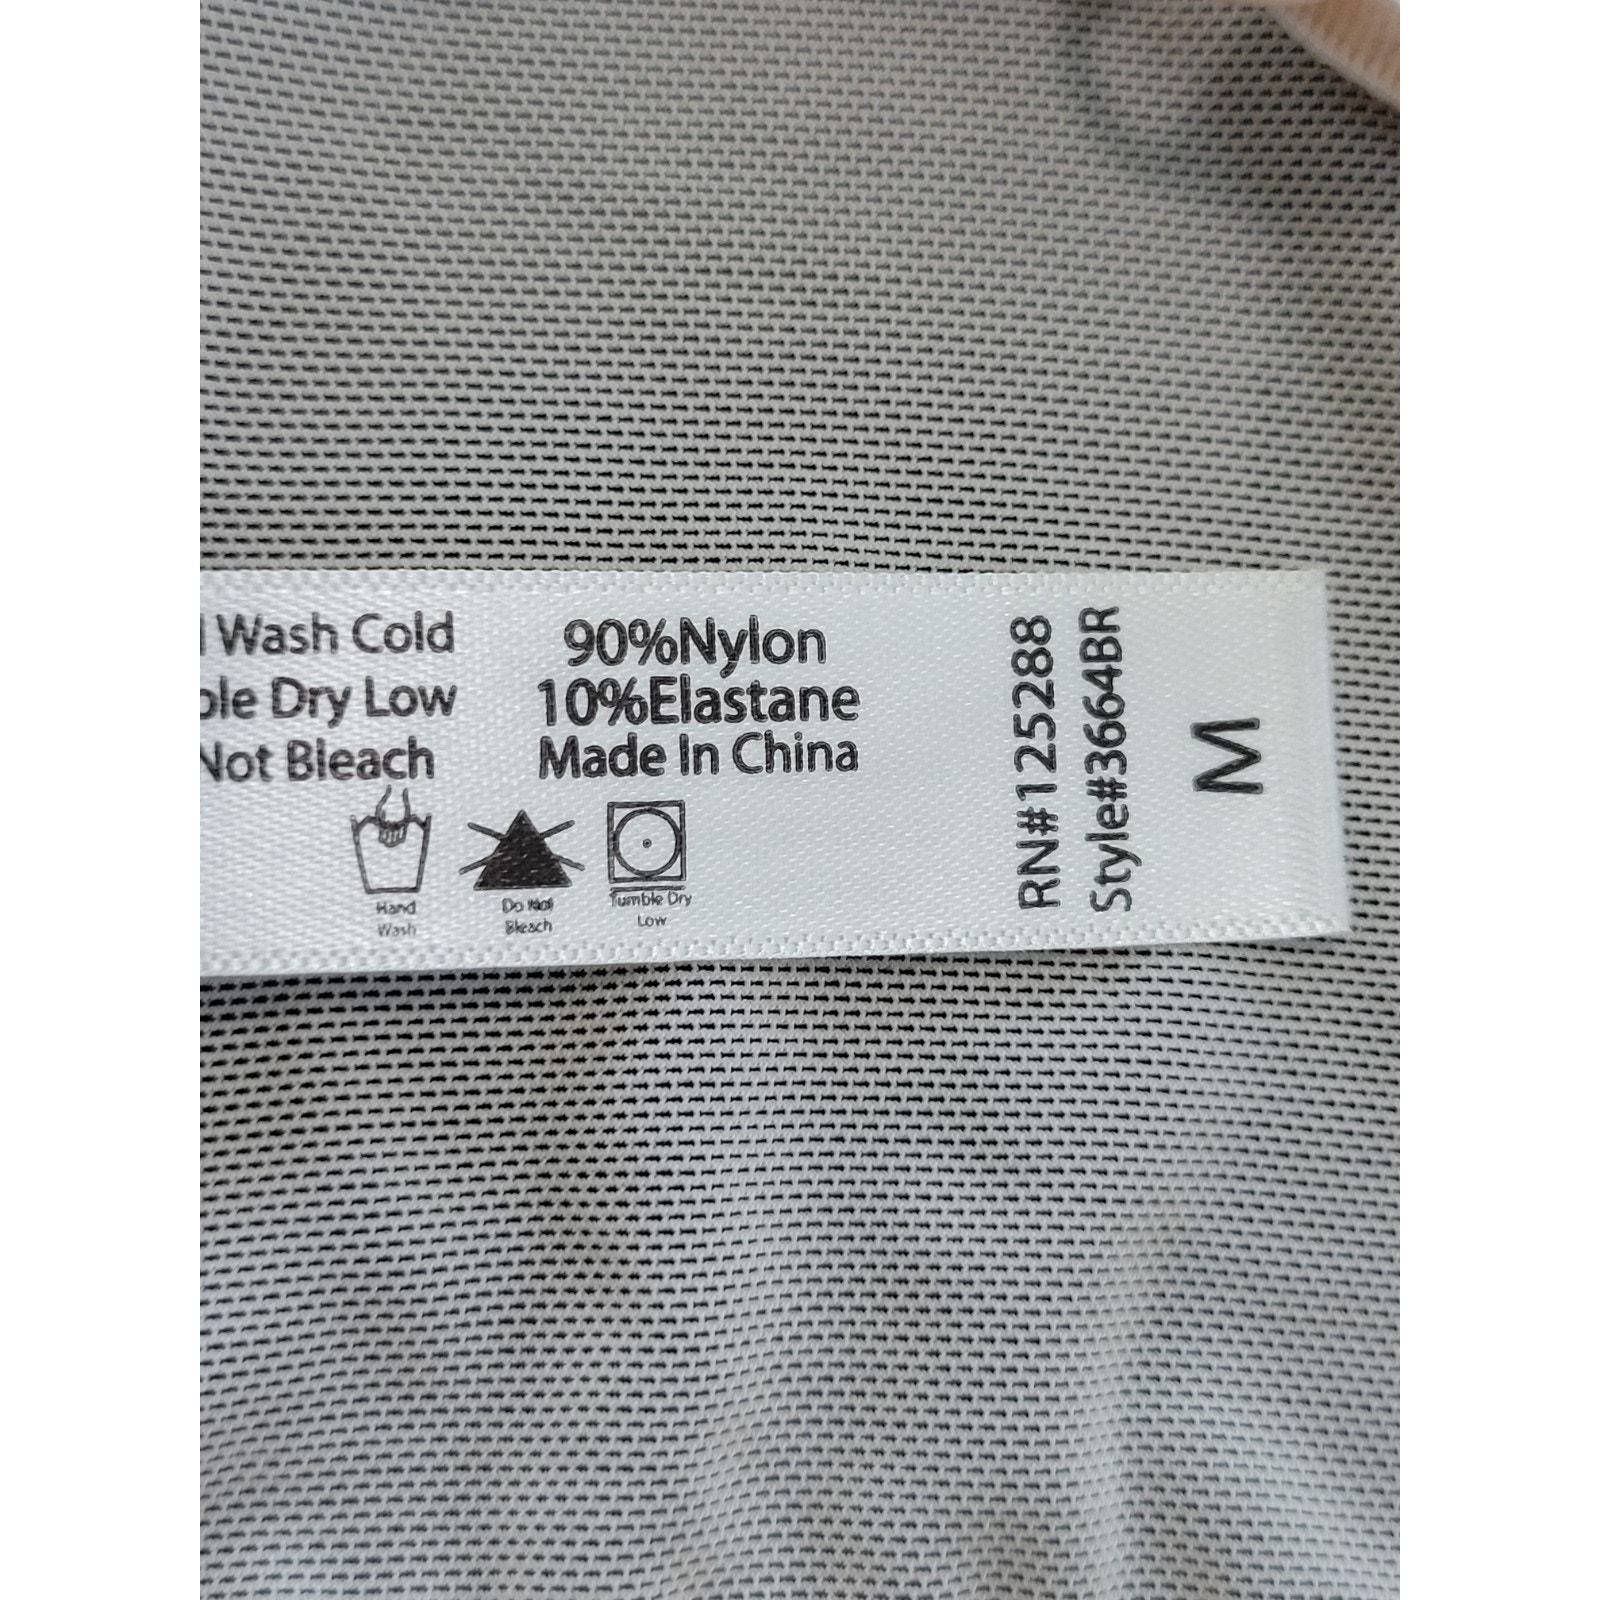 Wash Cold
ble Dry Low
Not Bleach
90%Nylon
10%Elastane
Made In China
Hand
Wash
Do Not
Bleach
Tumble Dry
Low
RN#125288
Style#3664BR
M